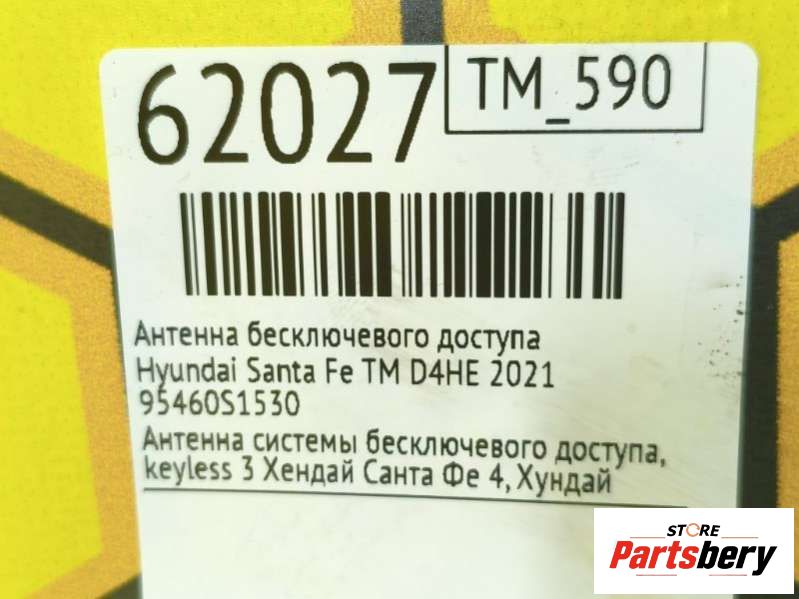 62027
TM_590
Антенна бесключевого доступа
Hyundai Santa Fe TM D4HE 2021
95460S1530
Антенна системы бесключевого доступа,
keyless 3 Хендай Санта Фе 4, Хундай
STORE
Partsbery